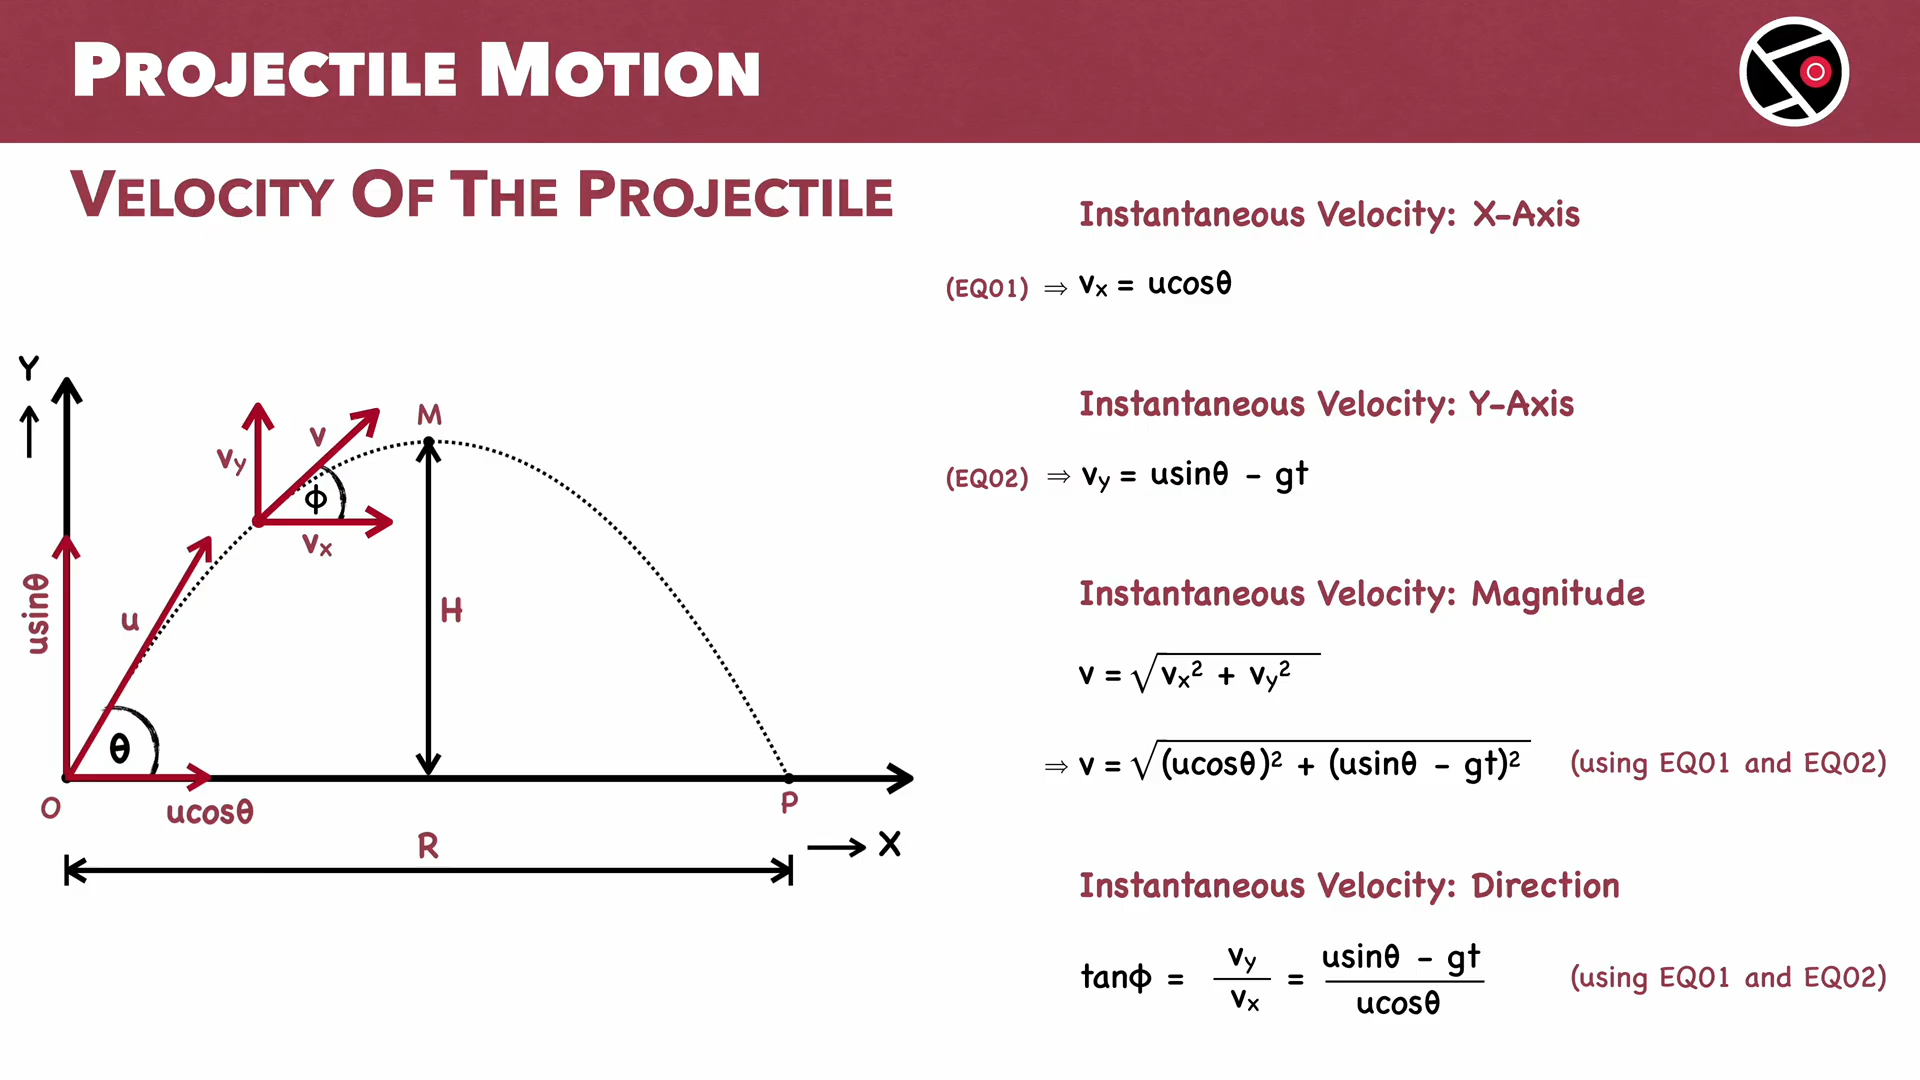 PROJECTILE MOTION
VELOCITY OF THE PROJECTILE
Y
usinθ
u
θ
O
ucosθ
vy
v
ϕ
vx
M
H
P
R
X
Instantaneous Velocity: X-Axis
(EQ01) ⇒ vx = ucosθ
Instantaneous Velocity: Y-Axis
(EQ02) ⇒ vy = usinθ - gt
Instantaneous Velocity: Magnitude
v = √vx² + vy²
⇒ v = √(ucosθ)² + (usinθ - gt)² (using EQ01 and EQ02)
Instantaneous Velocity: Direction
tanϕ = vy/vx = usinθ - gt/ucosθ (using EQ01 and EQ02)